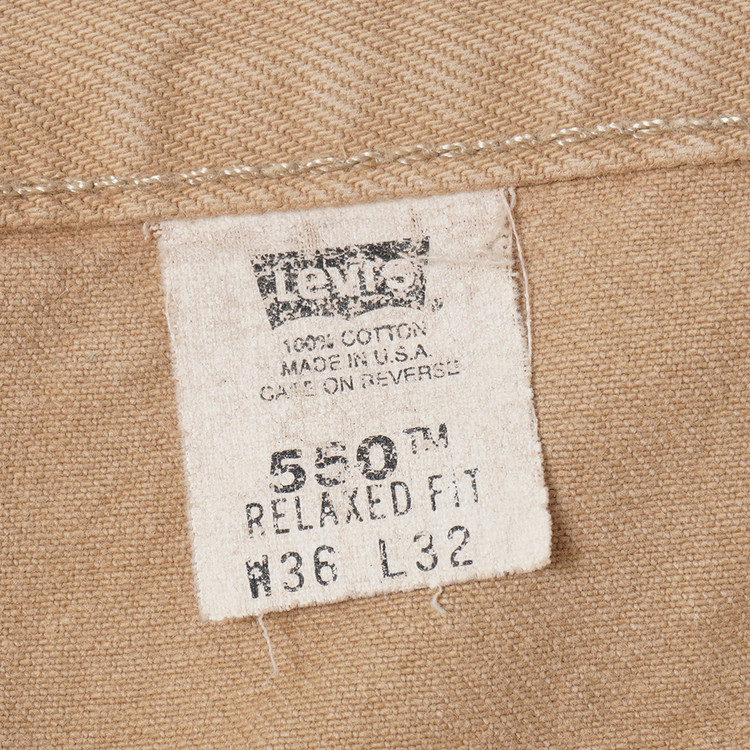 Levi's®
100% COTTON
MADE IN U.S.A.
CARE ON REVERSE
550™
RELAXED FIT
W36 L32